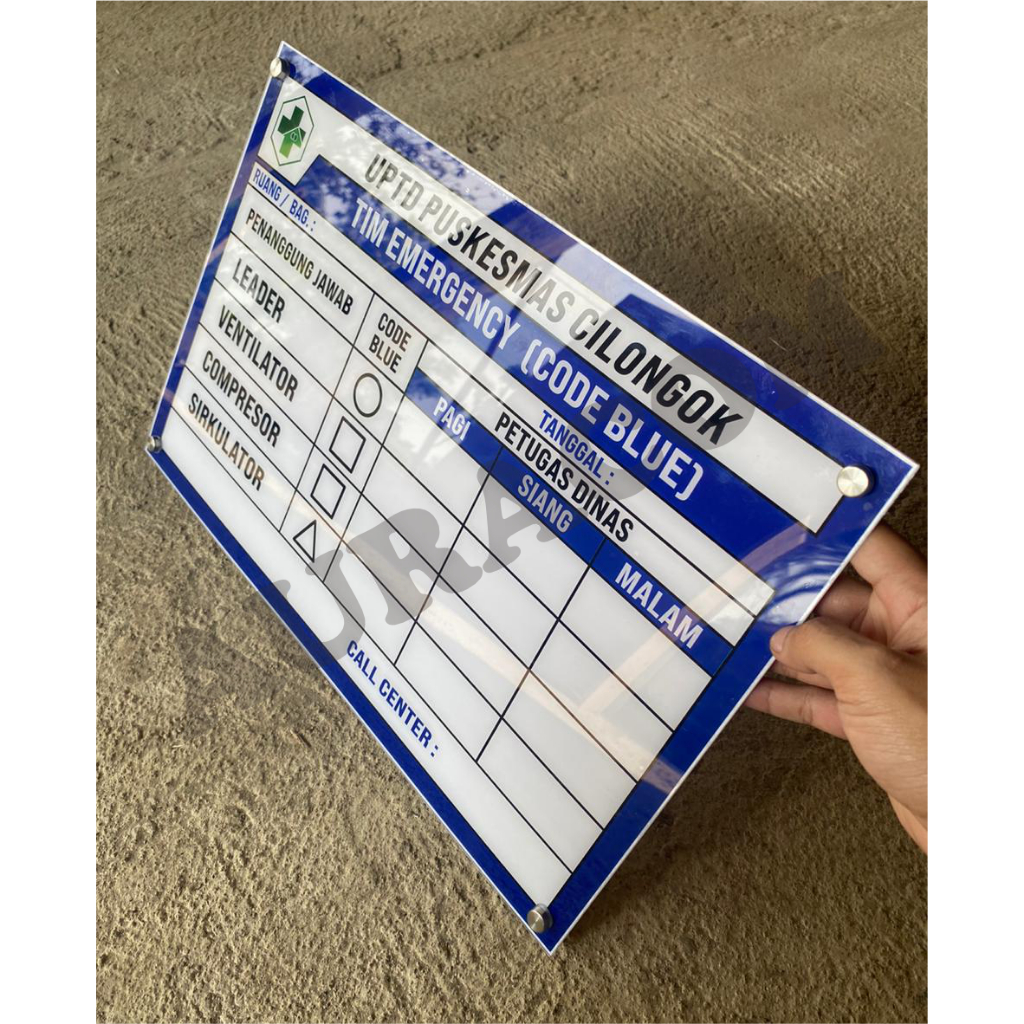 UPTD PUSKESMAS CILONGOK
TIM EMERGENCY (CODE BLUE)
RUANG / BAG. :
TANGGAL :
PENANGGUNG JAWAB
CODE
BLUE
PETUGAS DINAS
PAGI
SIANG
MALAM
LEADER
VENTILATOR
COMPRESOR
SIRKULATOR
CALL CENTER :